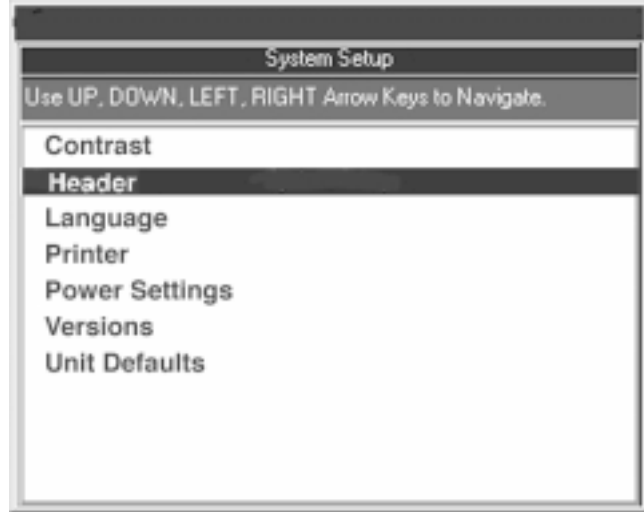 System Setup
Use UP, DOWN, LEFT, RIGHT Arrow Keys to Navigate.
Contrast
Header
Language
Printer
Power Settings
Versions
Unit Defaults